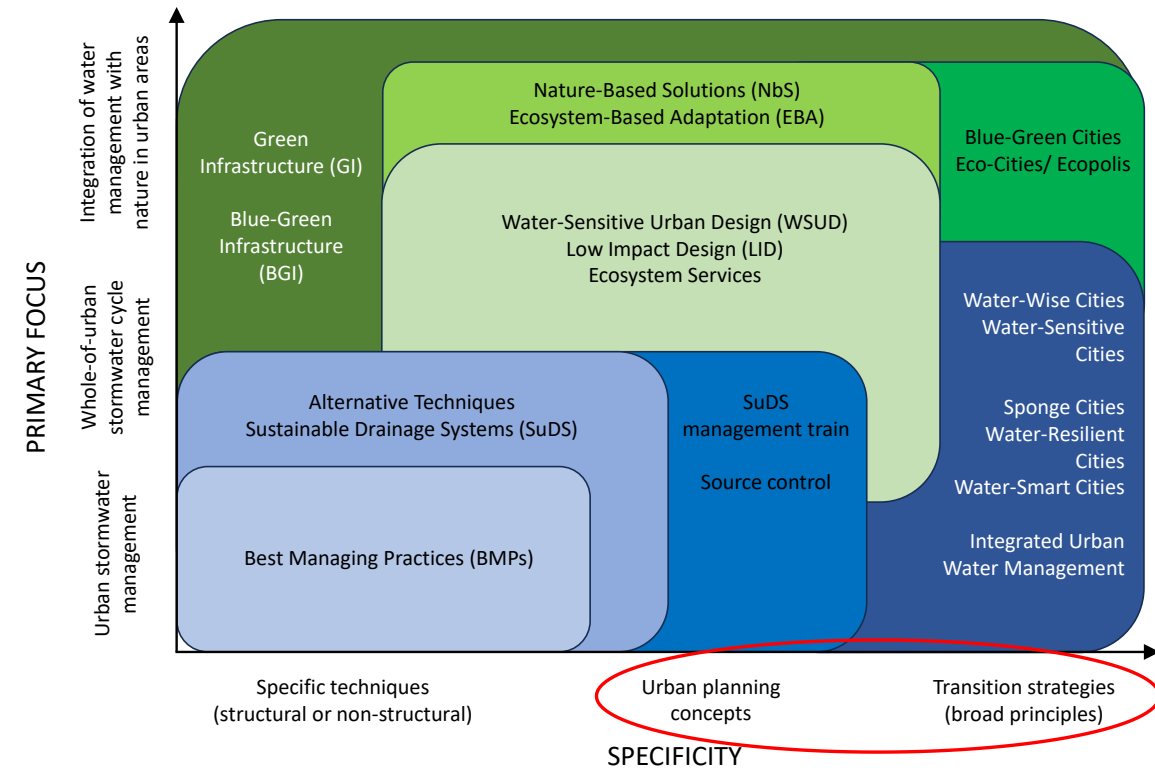 PRIMARY FOCUS
Integration of water
management with
nature in urban areas
Whole-of-urban
stormwater cycle
management
Urban stormwater
management
Green
Infrastructure (GI)
Blue-Green
Infrastructure
(BGI)
Nature-Based Solutions (NbS)
Ecosystem-Based Adaptation (EBA)
Blue-Green Cities
Eco-Cities/ Ecopolis
Water-Sensitive Urban Design (WSUD)
Low Impact Design (LID)
Ecosystem Services
Water-Wise Cities
Water-Sensitive
Cities
Sponge Cities
Water-Resilient
Cities
Water-Smart Cities
Integrated Urban
Water Management
Alternative Techniques
Sustainable Drainage Systems (SuDS)
SuDS
management train
Source control
Best Managing Practices (BMPs)
Specific techniques
(structural or non-structural)
Urban planning
concepts
Transition strategies
(broad principles)
SPECIFICITY